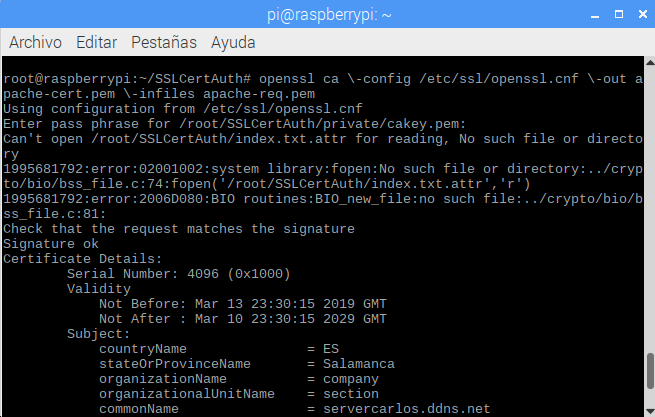 pi@raspberrypi: ~
Archivo Editar Pestañas Ayuda
root@raspberrypi:~/SSLCertAuth# openssl ca \-config /etc/ssl/openssl.cnf \-out a
pache-cert.pem \-infiles apache-req.pem
Using configuration from /etc/ssl/openssl.cnf
Enter pass phrase for /root/SSLCertAuth/private/cakey.pem:
Can't open /root/SSLCertAuth/index.txt.attr for reading, No such file or directo
ry
1995681792:error:02001002:system library:fopen:No such file or directory:../cryp
to/bio/bss_file.c:74:fopen('/root/SSLCertAuth/index.txt.attr','r')
1995681792:error:2006D080:BIO routines:BIO_new_file:no such file:../crypto/bio/b
ss_file.c:81:
Check that the request matches the signature
Signature ok
Certificate Details:
        Serial Number: 4096 (0x1000)
        Validity
            Not Before: Mar 13 23:30:15 2019 GMT
            Not After : Mar 10 23:30:15 2029 GMT
        Subject:
            countryName               = ES
            stateOrProvinceName       = Salamanca
            organizationName          = company
            organizationalUnitName    = section
            commonName                = servercarlos.ddns.net